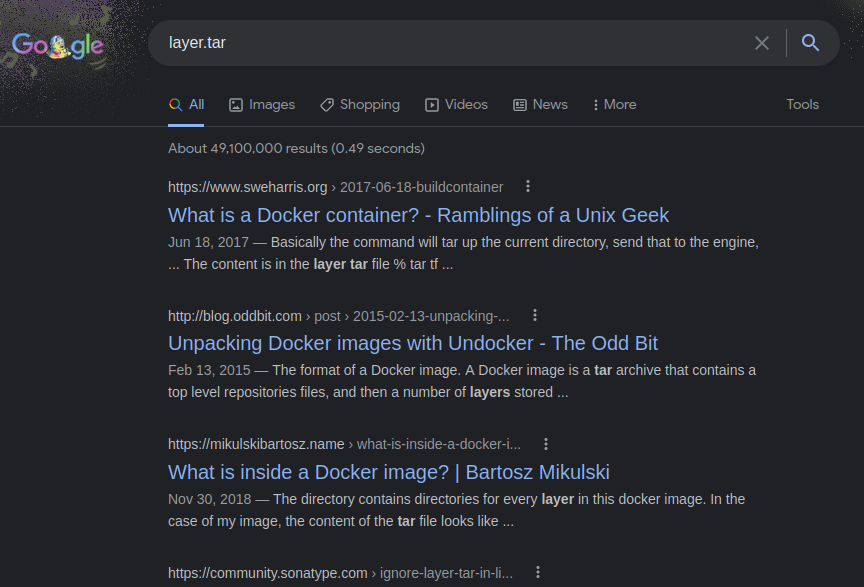 Google
layer.tar
All Images Shopping Videos News More Tools
About 49,100,000 results (0.49 seconds)
https://www.sweharris.org › 2017-06-18-buildcontainer
What is a Docker container? - Ramblings of a Unix Geek
Jun 18, 2017 — Basically the command will tar up the current directory, send that to the engine,
... The content is in the layer tar file % tar tf ...
http://blog.oddbit.com › post › 2015-02-13-unpacking-...
Unpacking Docker images with Undocker - The Odd Bit
Feb 13, 2015 — The format of a Docker image. A Docker image is a tar archive that contains a
top level repositories files, and then a number of layers stored ...
https://mikulskibartosz.name › what-is-inside-a-docker-i...
What is inside a Docker image? | Bartosz Mikulski
Nov 30, 2018 — The directory contains directories for every layer in this docker image. In the
case of my image, the content of the tar file looks like ...
https://community.sonatype.com › ignore-layer-tar-in-li...